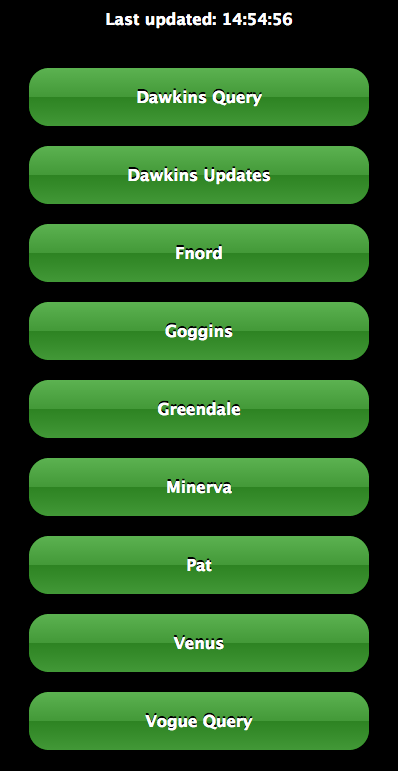 Last updated: 14:54:56
Dawkins Query
Dawkins Updates
Fnord
Goggins
Greendale
Minerva
Pat
Venus
Vogue Query